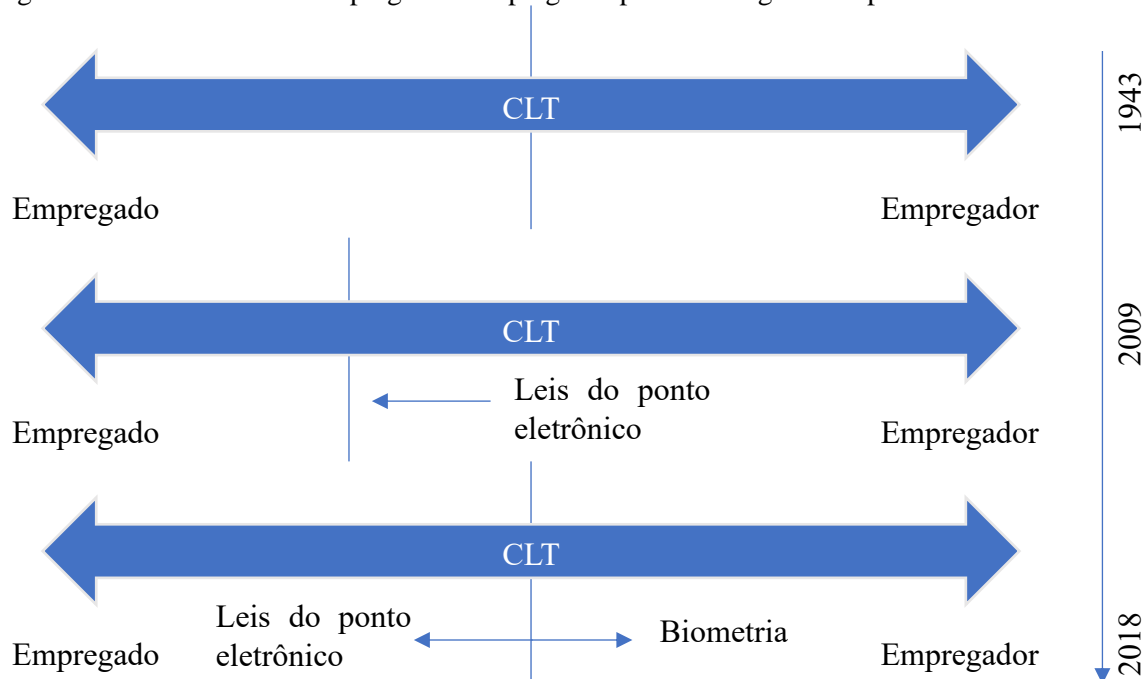 CLT
1943
Empregado Empregador
CLT
2009
Leis do ponto
eletrônico
Empregado Empregador
CLT
Leis do ponto
eletrônico
Biometria
Empregado Empregador
2018